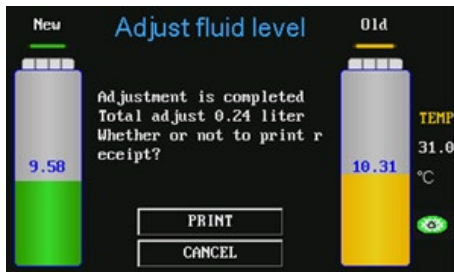 New
Adjust fluid level
Old
Adjustment is completed
Total adjust 0.24 liter
Whether or not to print r
eceipt?
TEMP
31.0
°C
9.58
10.31
PRINT
CANCEL